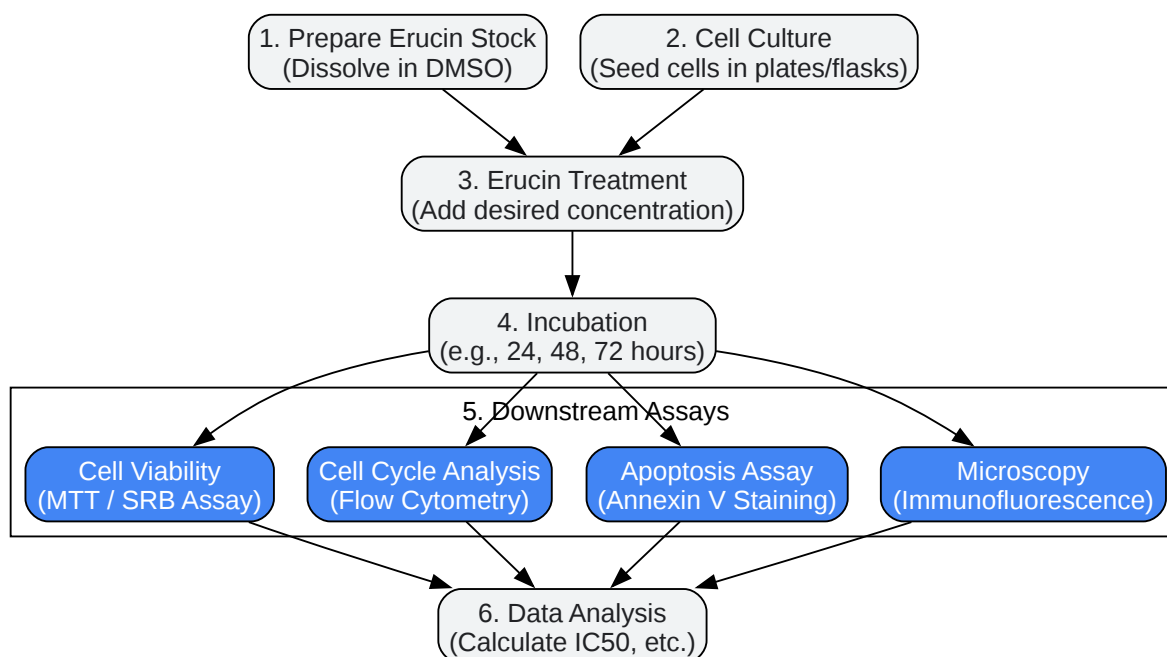 1. Prepare Erucin Stock
(Dissolve in DMSO)
2. Cell Culture
(Seed cells in plates/flasks)
3. Erucin Treatment
(Add desired concentration)
4. Incubation
(e.g., 24, 48, 72 hours)
5. Downstream Assays
Cell Viability
(MTT / SRB Assay)
Cell Cycle Analysis
(Flow Cytometry)
Apoptosis Assay
(Annexin V Staining)
Microscopy
(Immunofluorescence)
6. Data Analysis
(Calculate IC50, etc.)